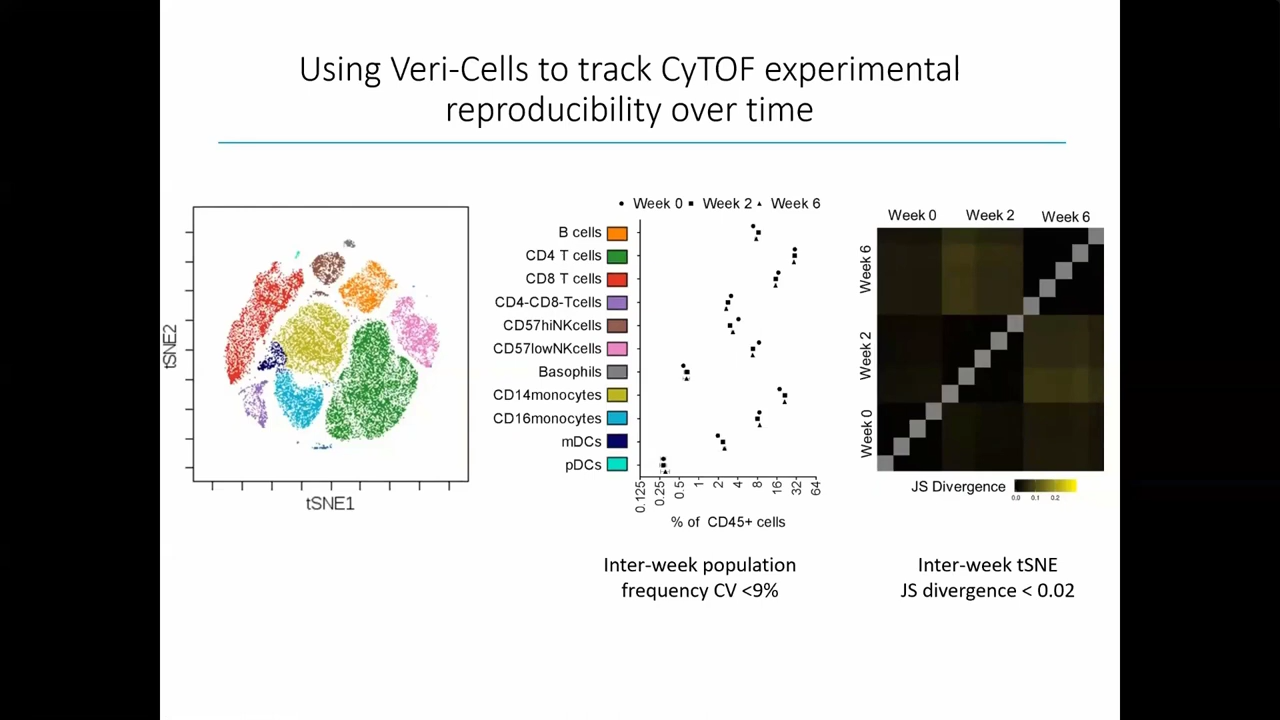 Using Veri-Cells to track CyTOF experimental
reproducibility over time
tSNE2
tSNE1
Week 0 Week 2 Week 6
B cells
CD4 T cells
CD8 T cells
CD4-CD8-Tcells
CD57hiNKcells
CD57lowNKcells
Basophils
CD14monocytes
CD16monocytes
mDCs
pDCs
0.125 0.25 0.5 1 2 4 8 16 32 64
% of CD45+ cells
Inter-week population
frequency CV <9%
Week 0 Week 2 Week 6
Week 6
Week 2
Week 0
JS Divergence
0.0 0.1 0.2
Inter-week tSNE
JS divergence < 0.02